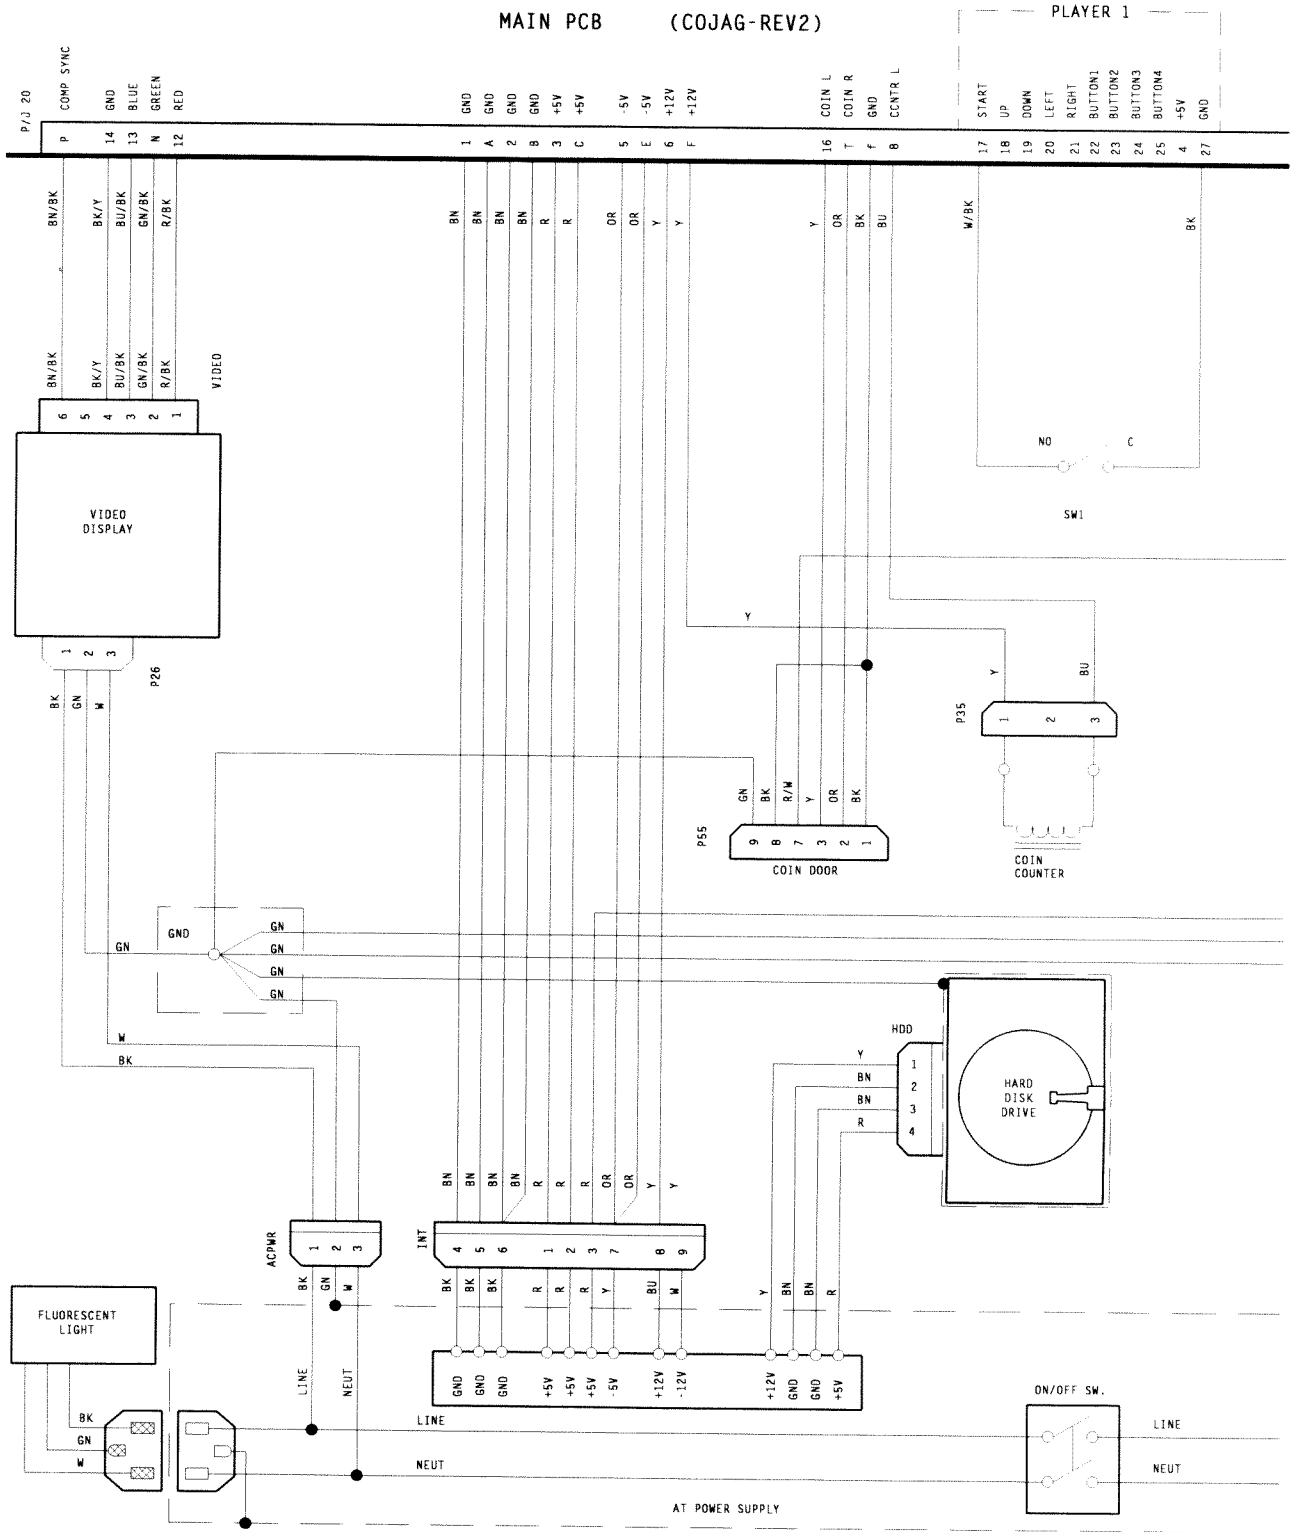 MAIN PCB (COJAG-REV2)
PLAYER 1
P/J 20
COMP SYNC
GND
BLUE
GREEN
RED
GND
GND
GND
GND
+5V
+5V
-5V
-5V
+12V
+12V
COIN L
COIN R
GND
CCNTR L
START
UP
DOWN
LEFT
RIGHT
BUTTON1
BUTTON2
BUTTON3
BUTTON4
+5V
GND
P 14 13 N 12
1 A 2 B 3 C 5 E 6 F
16 T f 8
17 18 19 20 21 22 23 24 25 4 27
BN/BK BK/Y BU/BK GN/BK R/BK
BN BN BN BN R R OR OR Y Y
Y OR BK BU
W/BK BK
BN/BK BK/Y BU/BK GN/BK R/BK
VIDEO
6 5 4 3 2 1
NO C
SW1
VIDEO
DISPLAY
1 2 3
P26
BK GN W
Y
Y BU
P35
1 2 3
GN BK R/W Y OR BK
P55
9 8 7 3 2 1
COIN DOOR
COIN
COUNTER
GND
GN
GN
GN
GN
GN
W
BK
HDD
Y
BN
BN
R
1
2
3
4
HARD
DISK
DRIVE
BN BN BN BN R R R OR OR Y Y
ACPWR
1 2 3
INT
4 5 6 1 2 3 7 8 9
BK GN W
BK BK BK R R R Y BU W
Y BN BN R
FLUORESCENT
LIGHT
LINE
NEUT
GND GND GND +5V +5V +5V -5V +12V -12V
+12V GND GND +5V
BK
GN
W
LINE
NEUT
ON/OFF SW.
LINE
NEUT
AT POWER SUPPLY